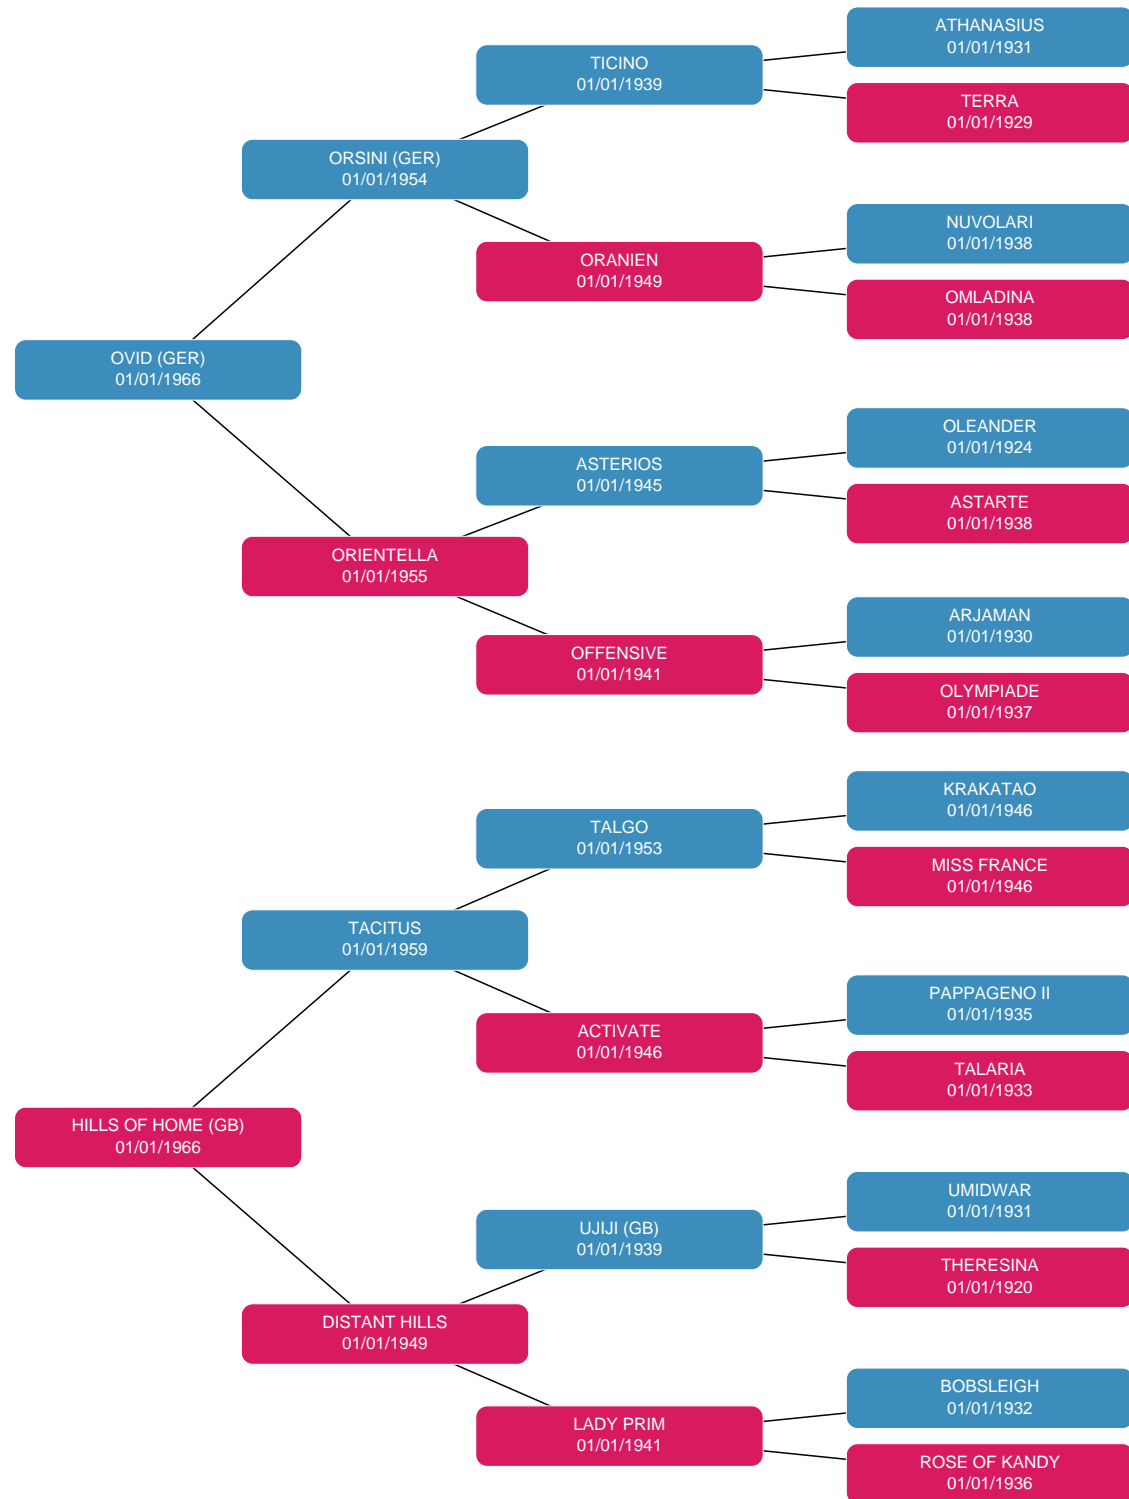 ATHANASIUS
01/01/1931
TICINO
01/01/1939
TERRA
01/01/1929
ORSINI (GER)
01/01/1954
NUVOLARI
01/01/1938
ORANIEN
01/01/1949
OMLADINA
01/01/1938
OVID (GER)
01/01/1966
OLEANDER
01/01/1924
ASTERIOS
01/01/1945
ASTARTE
01/01/1938
ORIENTELLA
01/01/1955
ARJAMAN
01/01/1930
OFFENSIVE
01/01/1941
OLYMPIADE
01/01/1937
KRAKATAO
01/01/1946
TALGO
01/01/1953
MISS FRANCE
01/01/1946
TACITUS
01/01/1959
PAPPAGENO II
01/01/1935
ACTIVATE
01/01/1946
TALARIA
01/01/1933
HILLS OF HOME (GB)
01/01/1966
UMIDWAR
01/01/1931
UJIJI (GB)
01/01/1939
THERESINA
01/01/1920
DISTANT HILLS
01/01/1949
BOBSLEIGH
01/01/1932
LADY PRIM
01/01/1941
ROSE OF KANDY
01/01/1936